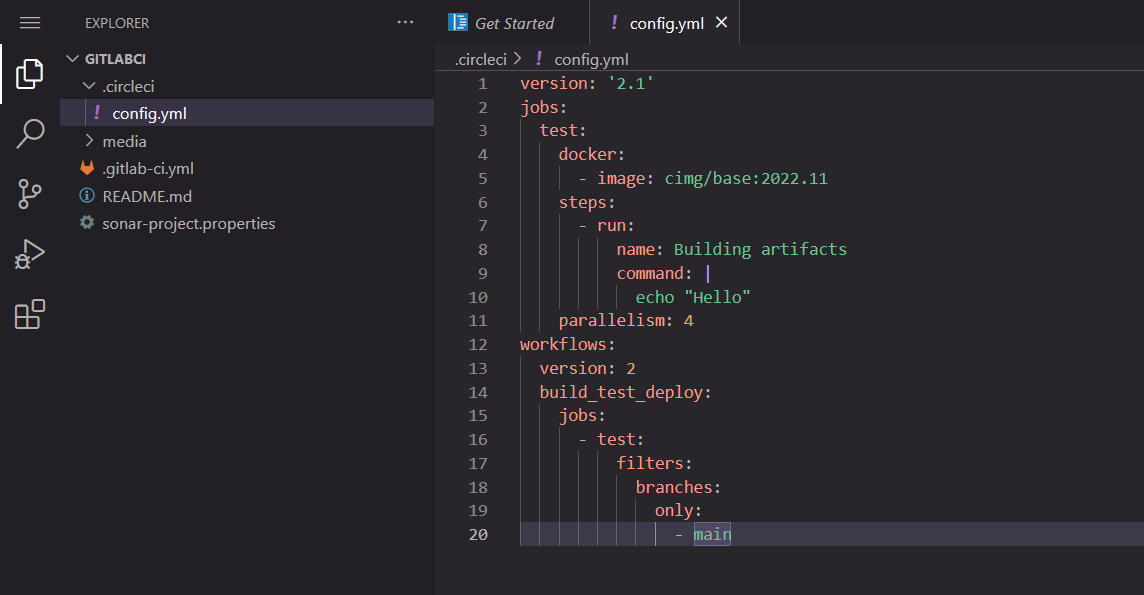 EXPLORER ...
GITLABCI
.circleci
! config.yml
media
.gitlab-ci.yml
README.md
sonar-project.properties
Get Started
! config.yml ×
.circleci > ! config.yml
1 version: '2.1'
2 jobs:
3   test:
4     docker:
5       - image: cimg/base:2022.11
6     steps:
7       - run:
8           name: Building artifacts
9           command: |
10             echo "Hello"
11     parallelism: 4
12 workflows:
13   version: 2
14   build_test_deploy:
15     jobs:
16       - test:
17           filters:
18             branches:
19               only:
20                 - main